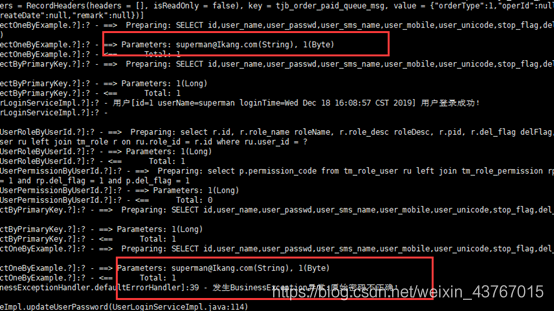 ers = RecordHeaders(headers = [], isReadOnly = false), key = tjb_order_paid_queue_msg, value = {"orderType":1,"operId":null
reateDate":null,"remark":null})]
ectOneByExample.?]:? - ==>  Preparing: SELECT id,user_name,user_passwd,user_sms_name,user_mobile,user_unicode,stop_flag,del
)
ectOneByExample.?]:? - ==> Parameters: superman@Ikang.com(String), 1(Byte)
ectOneByExample.?]:? - <==      Total: 1
ectByPrimaryKey.?]:? - ==>  Preparing: SELECT id,user_name,user_passwd,user_sms_name,user_mobile,user_unicode,stop_flag,del
ectByPrimaryKey.?]:? - ==> Parameters: 1(Long)
ectByPrimaryKey.?]:? - <==      Total: 1
rLoginServiceImpl.?]:? - 用户[id=1 userName=superman loginTime=Wed Dec 18 16:08:57 CST 2019] 用户登录成功!
rLoginServiceImpl.?]:? -
UserRoleByUserId.?]:? - ==>  Preparing: select r.id, r.role_name roleName, r.role_desc roleDesc, r.pid, r.del_flag delFlag,
user ru left join tm_role r on ru.role_id = r.id where ru.user_id = ?
UserRoleByUserId.?]:? - ==> Parameters: 1(Long)
UserRoleByUserId.?]:? - <==      Total: 1
UserPermissionByUserId.?]:? - ==>  Preparing: select p.permission_code from tm_role_user ru left join tm_role_permission rp
= 1 and rp.del_flag = 1 and p.del_flag = 1
UserPermissionByUserId.?]:? - ==> Parameters: 1(Long)
UserPermissionByUserId.?]:? - <==      Total: 0
ectByPrimaryKey.?]:? - ==>  Preparing: SELECT id,user_name,user_passwd,user_sms_name,user_mobile,user_unicode,stop_flag,del
ectByPrimaryKey.?]:? - ==> Parameters: 1(Long)
ectByPrimaryKey.?]:? - <==      Total: 1
ectOneByExample.?]:? - ==>  Preparing: SELECT id,user_name,user_passwd,user_sms_name,user_mobile,user_unicode,stop_flag,del
ectOneByExample.?]:? - ==> Parameters: superman@Ikang.com(String), 1(Byte)
ectOneByExample.?]:? - <==      Total: 1
nessExceptionHandler.defaultErrorHandler]:39 - 发生BusinessException异常:原始密码不正确!
https://blog.csdn.net/weixin_43767015
eImpl.updateUserPassword(UserLoginServiceImpl.java:114)